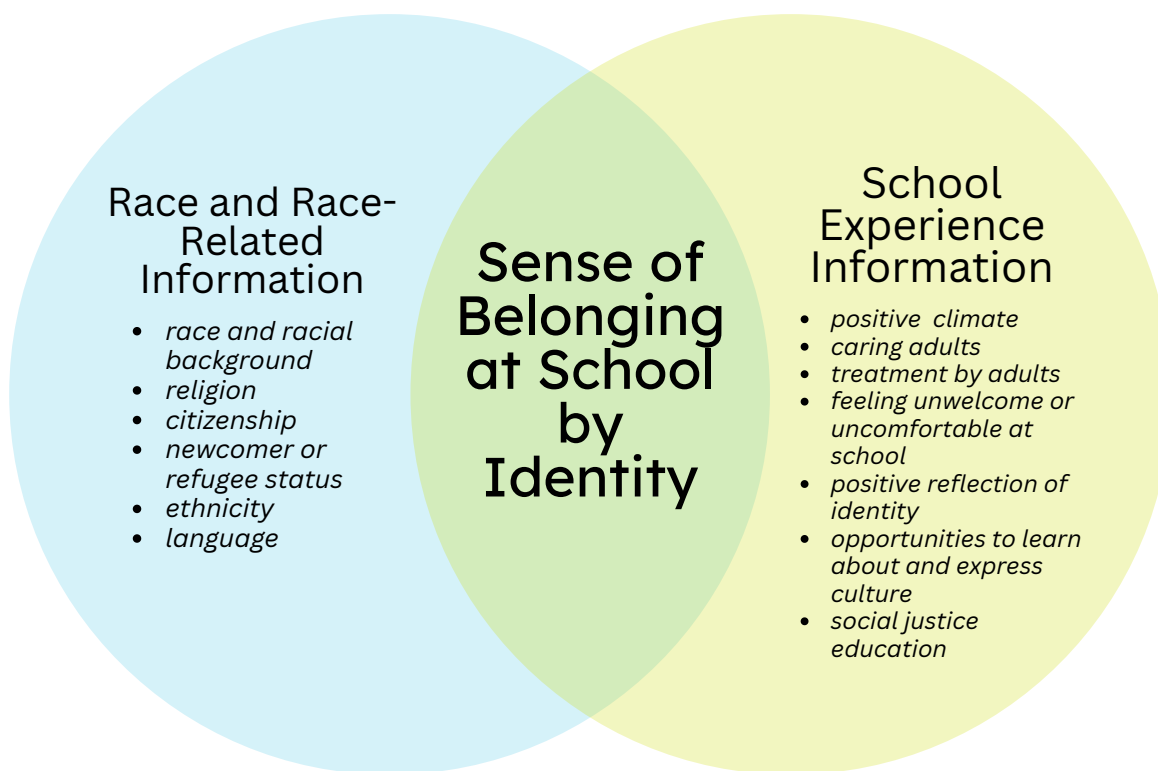 Race and Race-
Related
Information
• race and racial
background
• religion
• citizenship
• newcomer or
refugee status
• ethnicity
• language
Sense of
Belonging
at School
by
Identity
School
Experience
Information
• positive  climate
• caring adults
• treatment by adults
• feeling unwelcome or
uncomfortable at
school
• positive reflection of
identity
• opportunities to learn
about and express
culture
• social justice
education